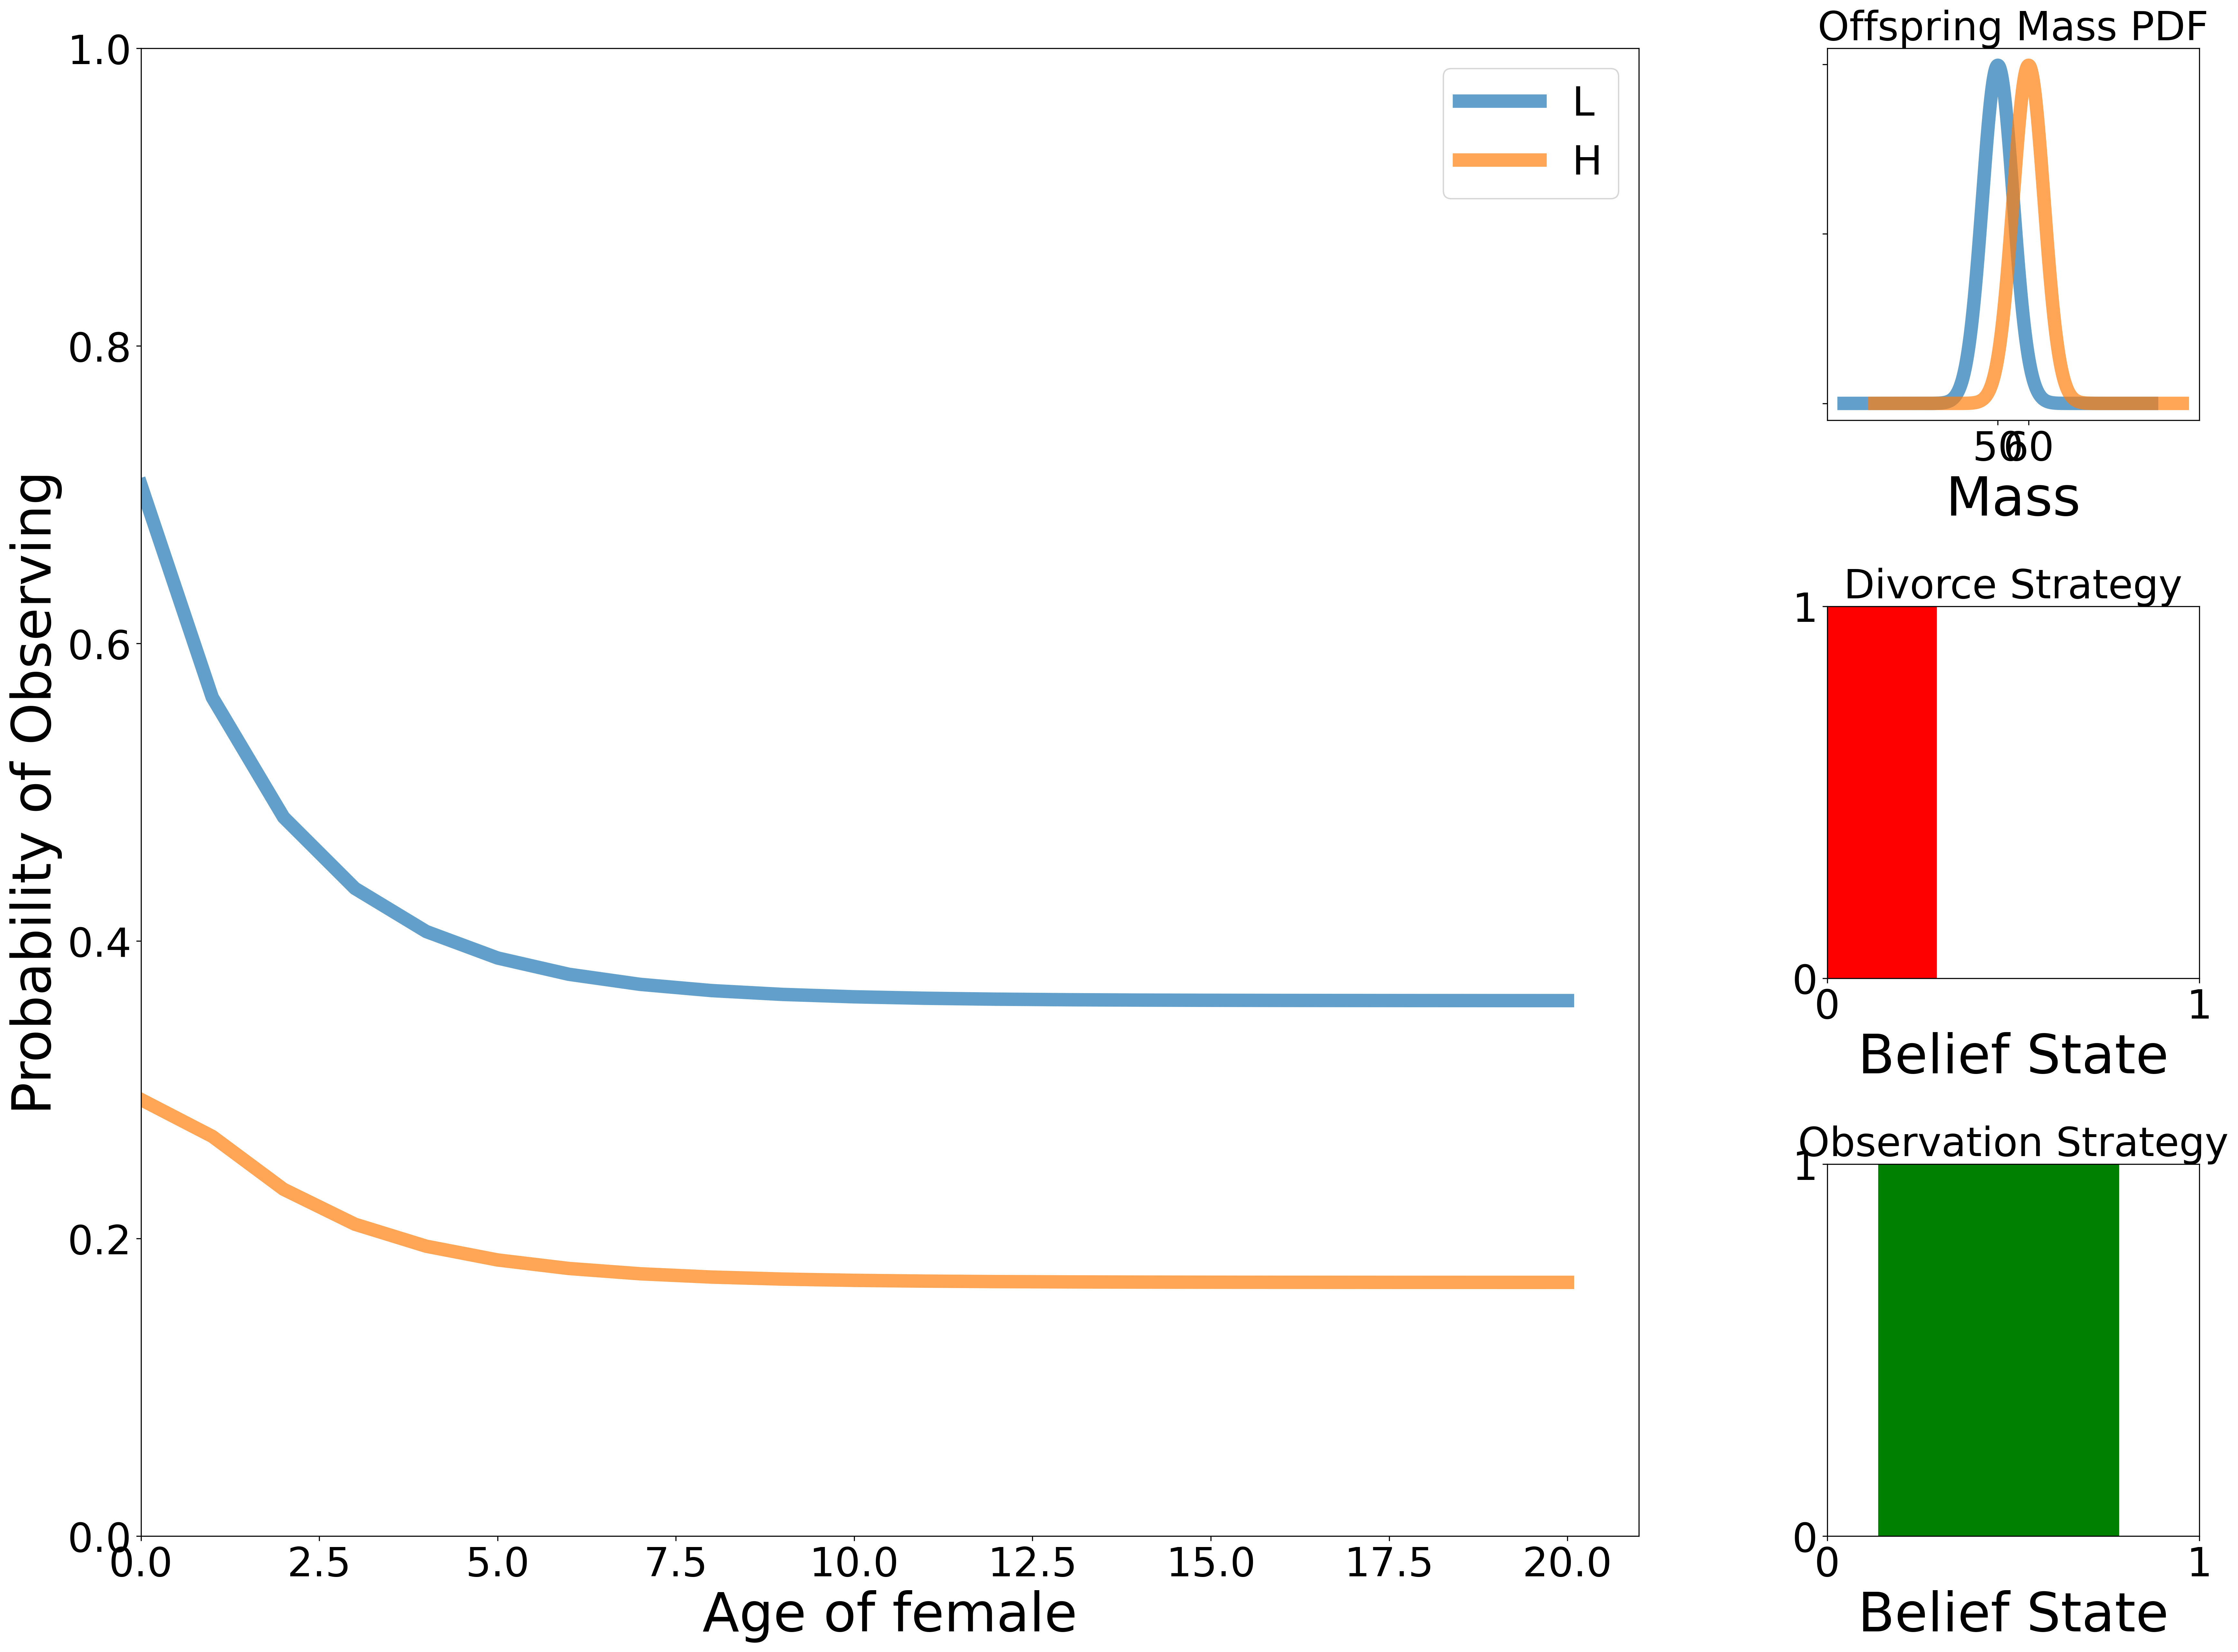 1.0
0.8
0.6
0.4
0.2
0.0
Probability of Observing
0.0 2.5 5.0 7.5 10.0 12.5 15.0 17.5 20.0
Age of female
L
H
Offspring Mass PDF
50 60
Mass
Divorce Strategy
1
0
0 1
Belief State
Observation Strategy
1
0
0 1
Belief State